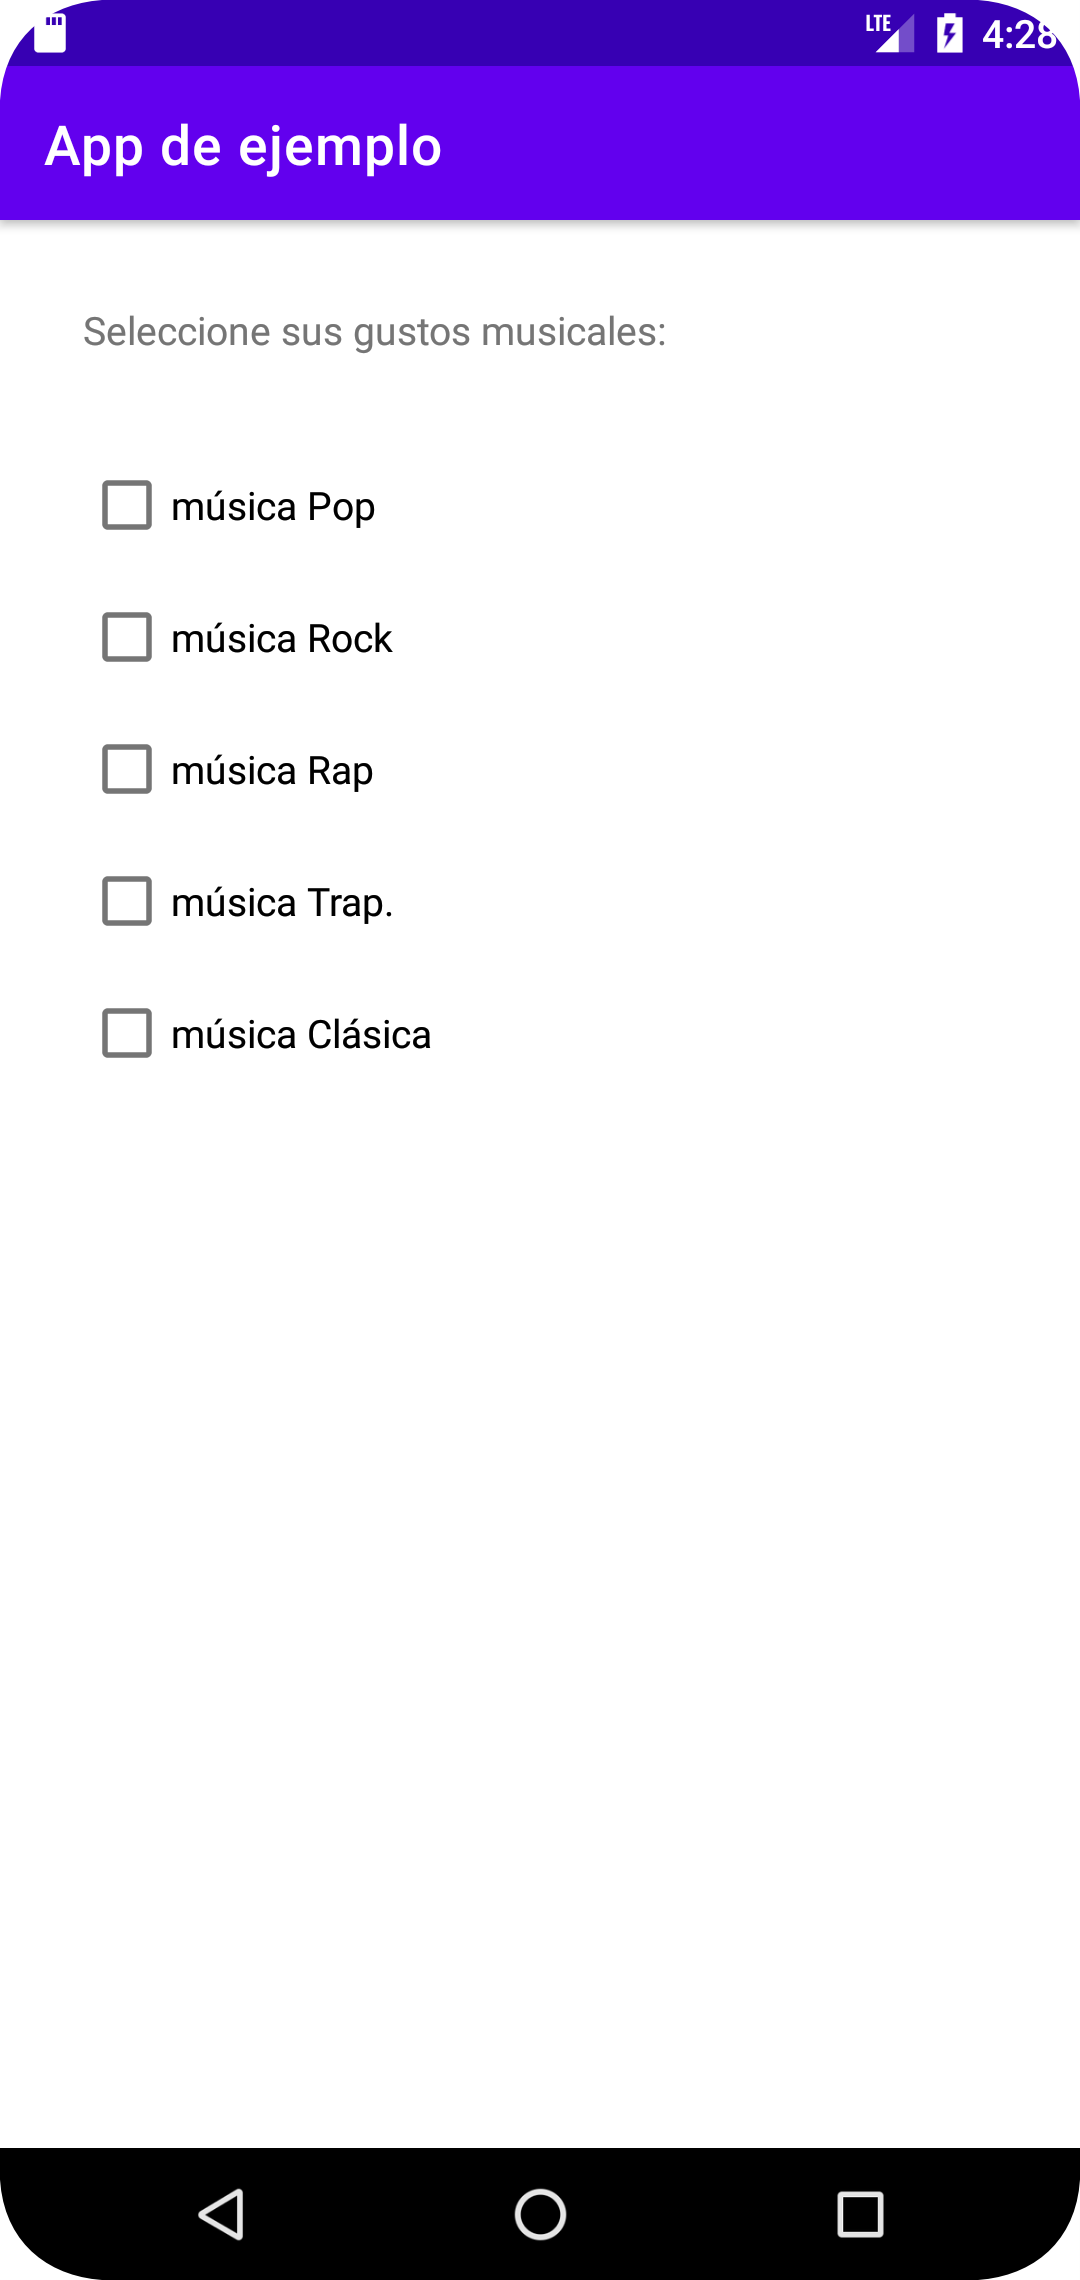 LTE 4:28
App de ejemplo
Seleccione sus gustos musicales:
música Pop
música Rock
música Rap
música Trap.
música Clásica